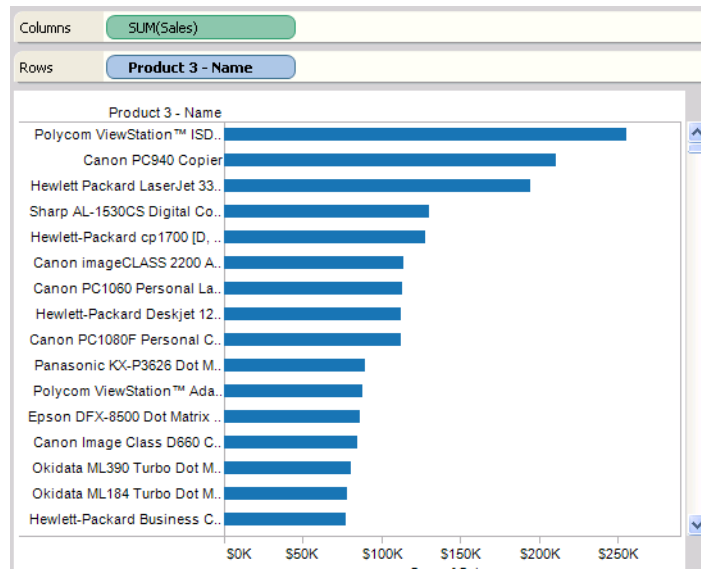 Columns SUM(Sales)
Rows Product 3 - Name
Product 3 - Name
Polycom ViewStation™ ISD..
Canon PC940 Copier
Hewlett Packard LaserJet 33..
Sharp AL-1530CS Digital Co..
Hewlett-Packard cp1700 [D, ..
Canon imageCLASS 2200 A..
Canon PC1060 Personal La..
Hewlett-Packard Deskjet 12..
Canon PC1080F Personal C..
Panasonic KX-P3626 Dot M..
Polycom ViewStation™ Ada..
Epson DFX-8500 Dot Matrix ..
Canon Image Class D660 C..
Okidata ML390 Turbo Dot M..
Okidata ML184 Turbo Dot M..
Hewlett-Packard Business C..
$0K $50K $100K $150K $200K $250K